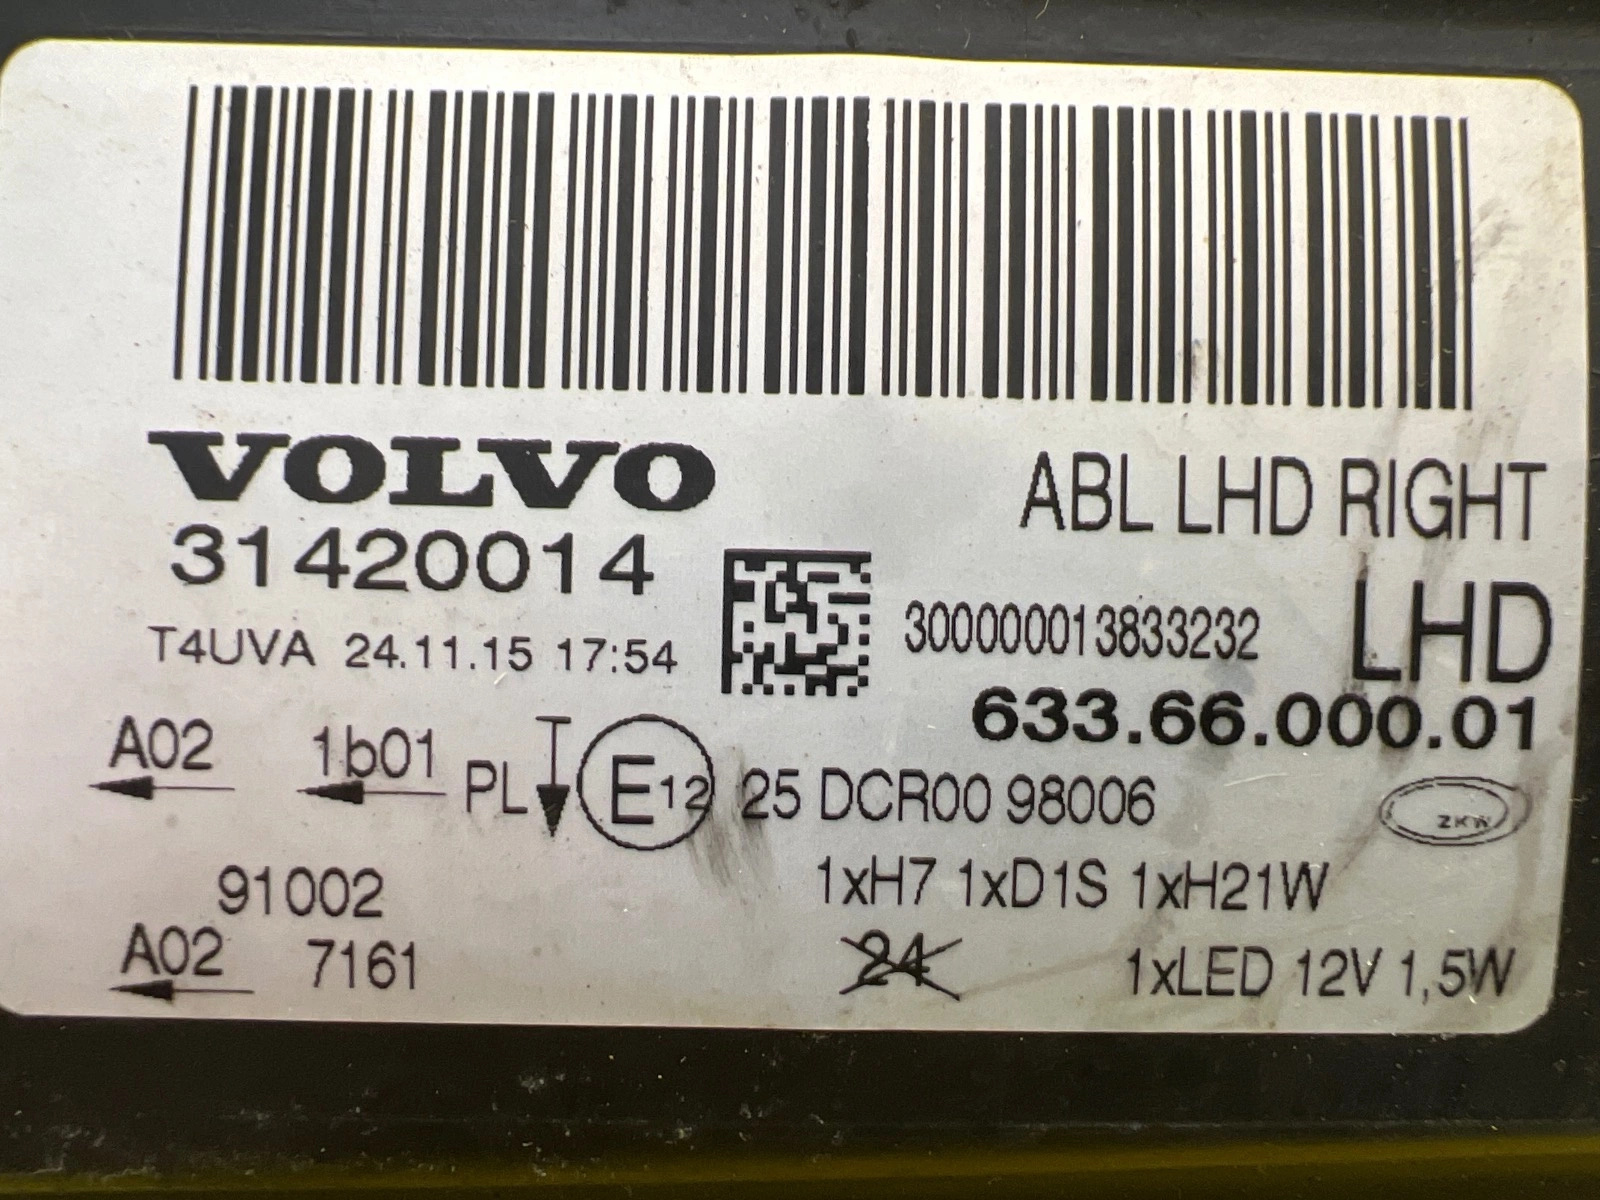 VOLVO
ABL LHD RIGHT
31420014
T4UVA 24.11.15 17:54
300000013833232
LHD
633.66.000.01
A02
1b01
PL
E12
25 DCR00 98006
ZKW
91002
1xH7 1xD1S 1xH21W
A02
7161
24
1xLED 12V 1,5W